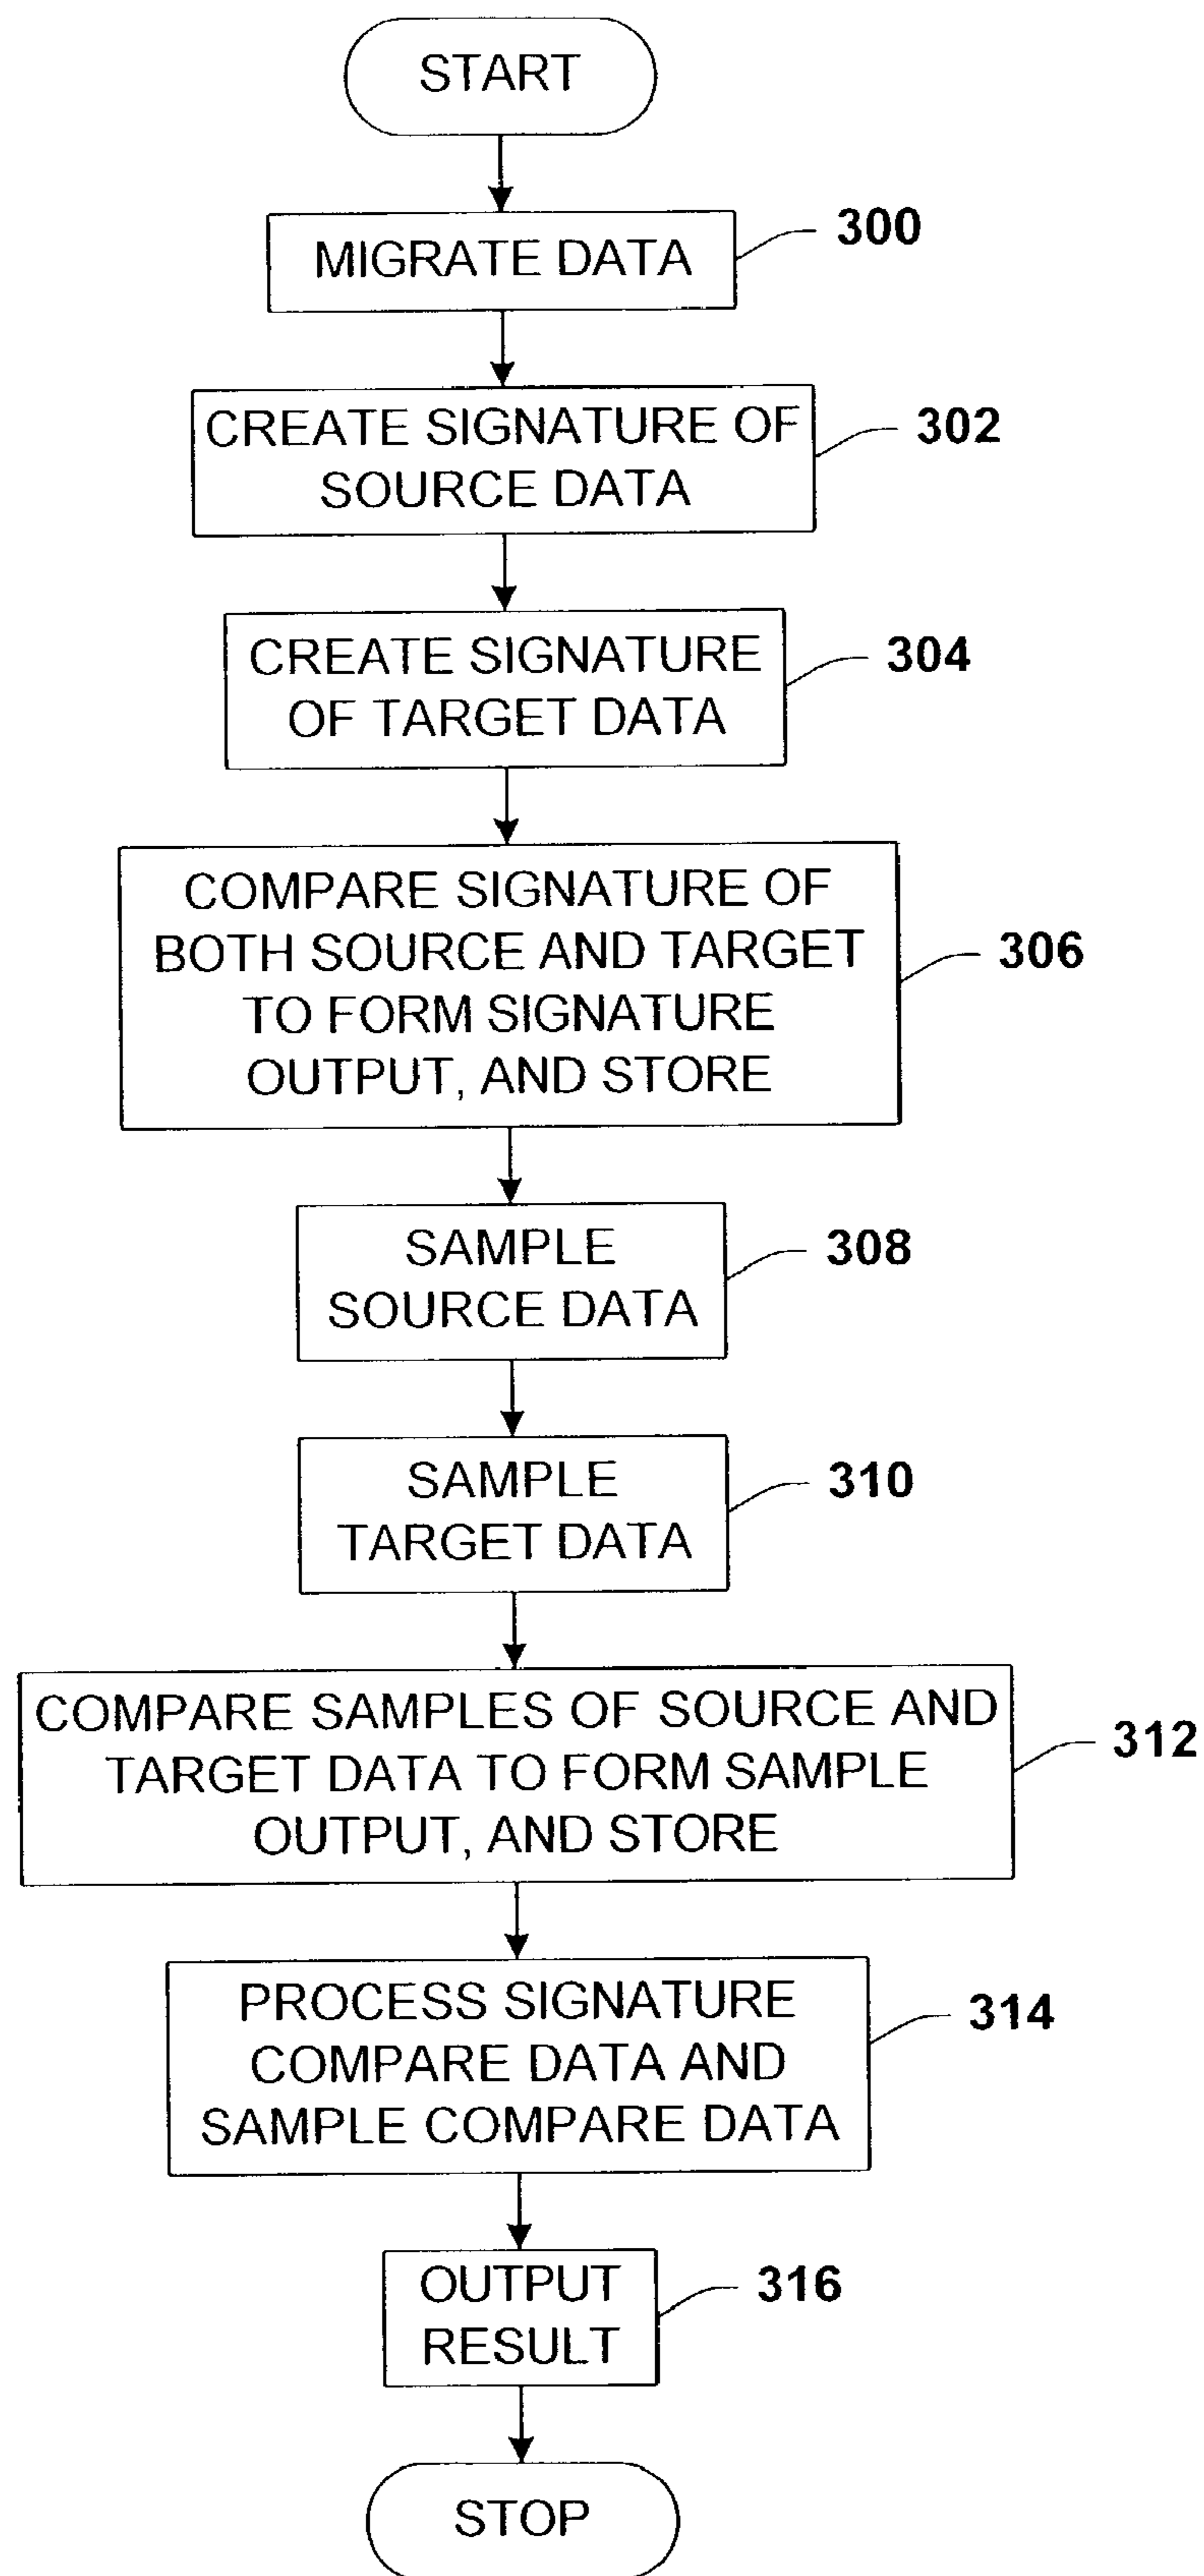 START
MIGRATE DATA
300
CREATE SIGNATURE OF
SOURCE DATA
302
CREATE SIGNATURE
OF TARGET DATA
304
COMPARE SIGNATURE OF
BOTH SOURCE AND TARGET
TO FORM SIGNATURE
OUTPUT, AND STORE
306
SAMPLE
SOURCE DATA
308
SAMPLE
TARGET DATA
310
COMPARE SAMPLES OF SOURCE AND
TARGET DATA TO FORM SAMPLE
OUTPUT, AND STORE
312
PROCESS SIGNATURE
COMPARE DATA AND
SAMPLE COMPARE DATA
314
OUTPUT
RESULT
316
STOP